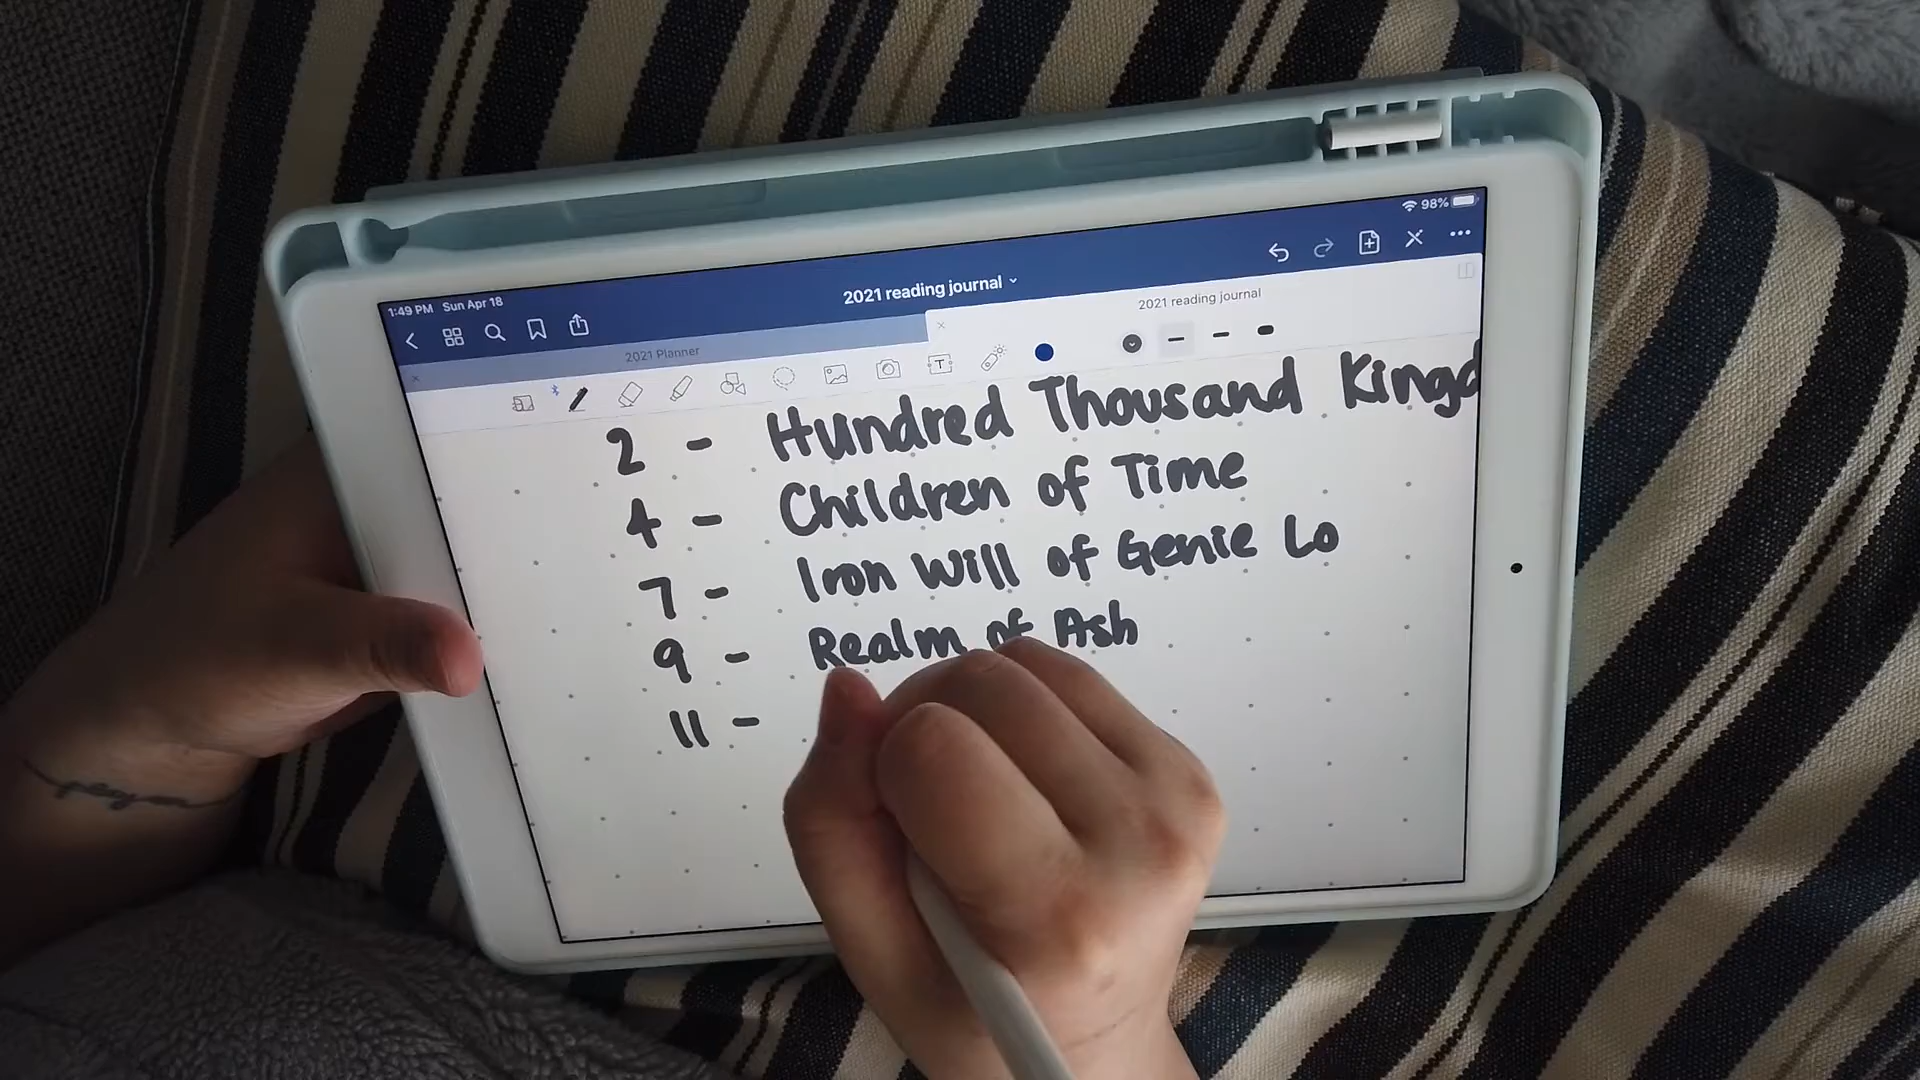 1:49 PM Sun Apr 18
98%
2021 reading journal
2021 Planner
2021 reading journal
2 - Hundred Thousand Kingd
4 - Children of Time
7 - Iron Will of Genie Lo
9 - Realm of Ash
11 -